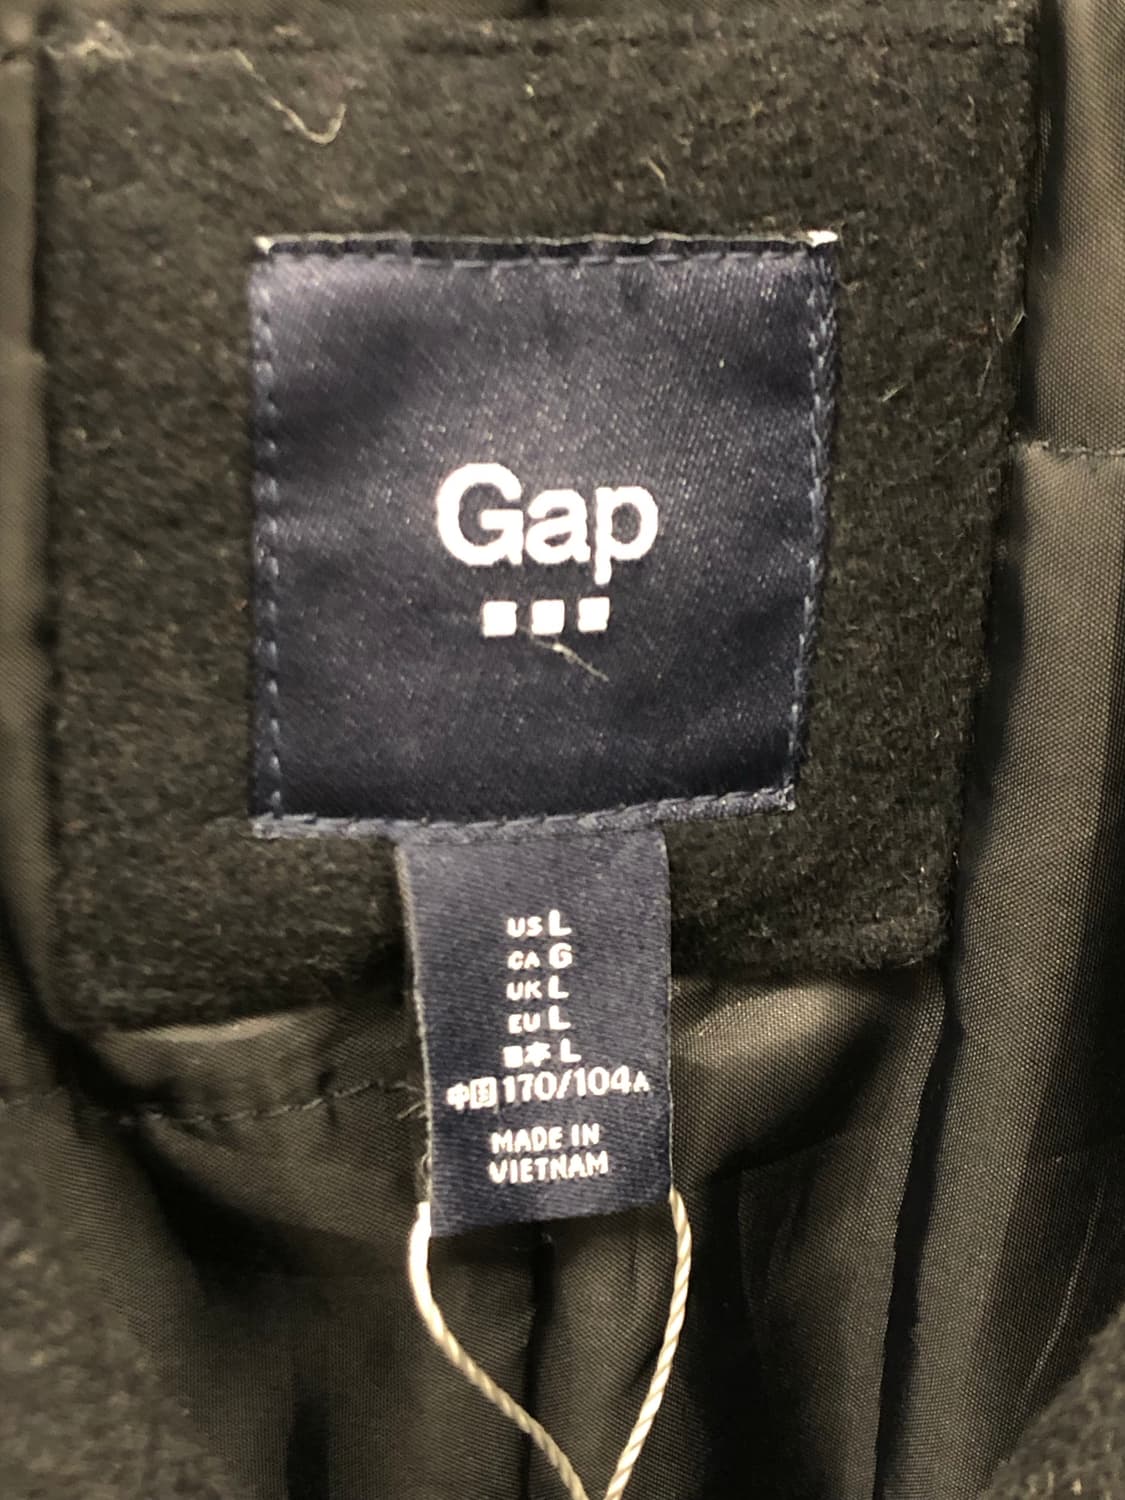 Gap
US L
CA G
UK L
EU L
日本 L
中国 170/104A
MADE IN
VIETNAM